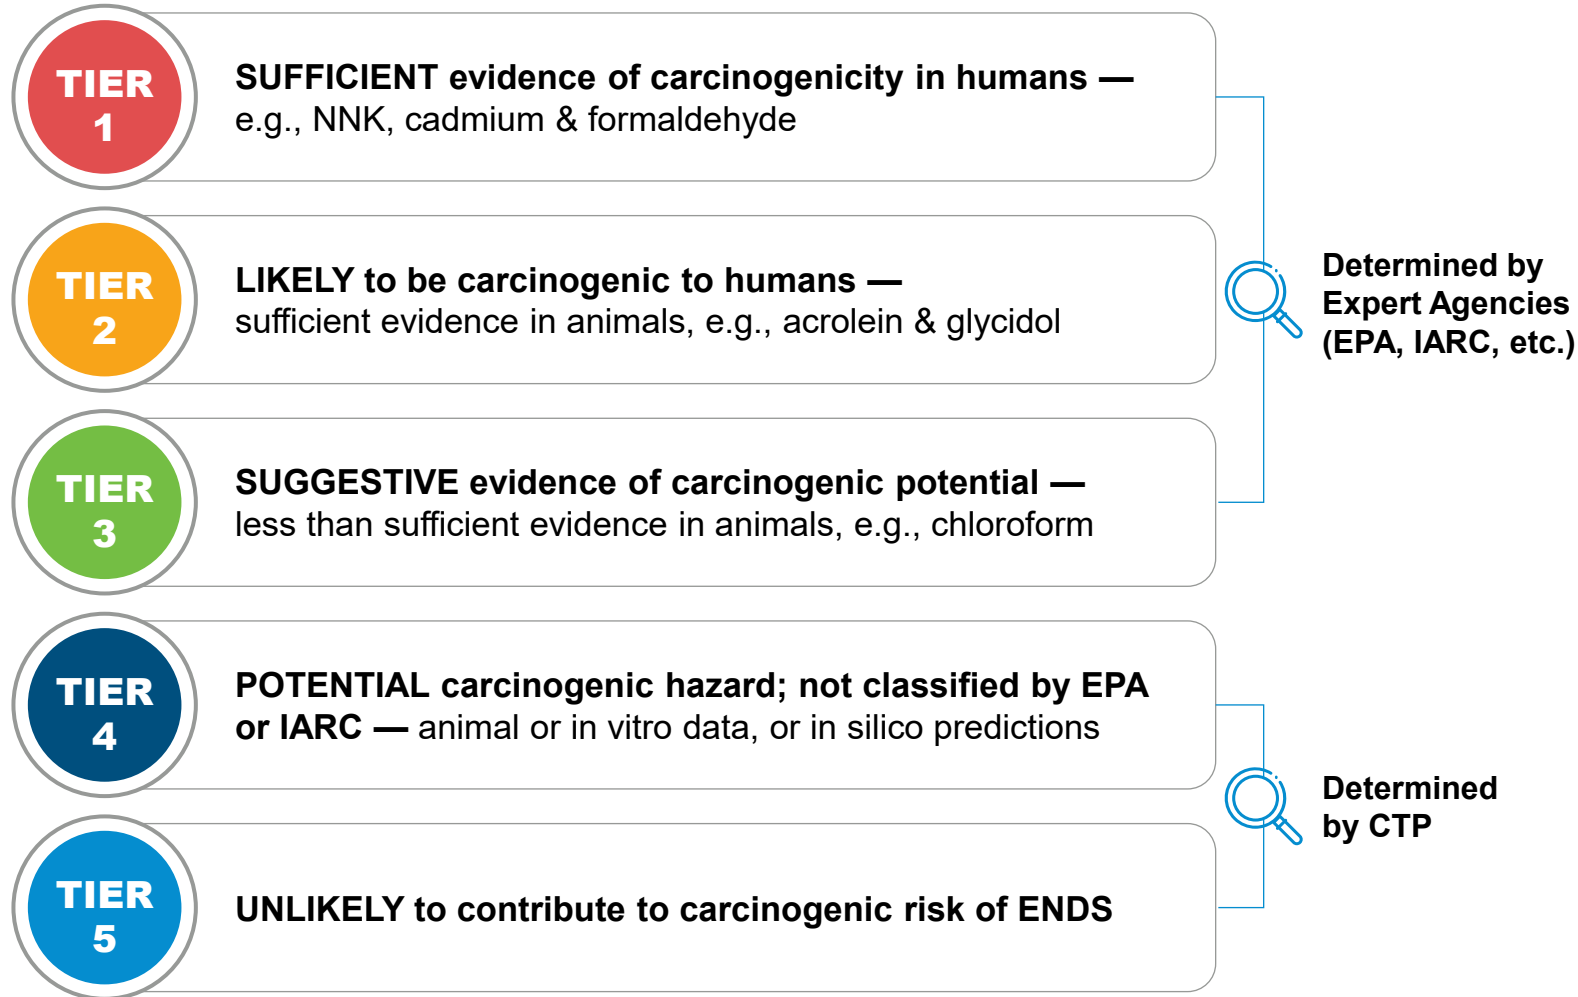 TIER
1
SUFFICIENT evidence of carcinogenicity in humans —
e.g., NNK, cadmium & formaldehyde
TIER
2
LIKELY to be carcinogenic to humans —
sufficient evidence in animals, e.g., acrolein & glycidol
Determined by
Expert Agencies
(EPA, IARC, etc.)
TIER
3
SUGGESTIVE evidence of carcinogenic potential —
less than sufficient evidence in animals, e.g., chloroform
TIER
4
POTENTIAL carcinogenic hazard; not classified by EPA
or IARC — animal or in vitro data, or in silico predictions
Determined
by CTP
TIER
5
UNLIKELY to contribute to carcinogenic risk of ENDS